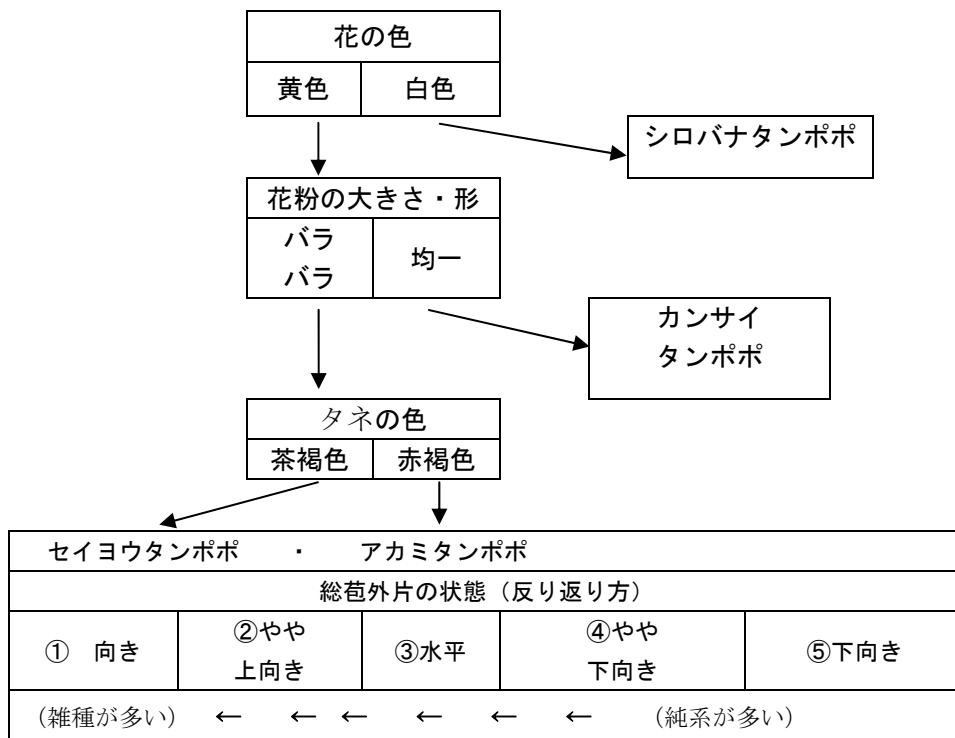 花の色
黄色 白色
シロバナタンポポ
花粉の大きさ・形
バラ
バラ
均一
カンサイ
タンポポ
タネの色
茶褐色 赤褐色
セイヨウタンポポ ・ アカミタンポポ
総苞外片の状態（反り返り方）
① 向き
②やや
上向き
③水平
④やや
下向き
⑤下向き
（雑種が多い） ← ← ← ← ← ← （純系が多い）